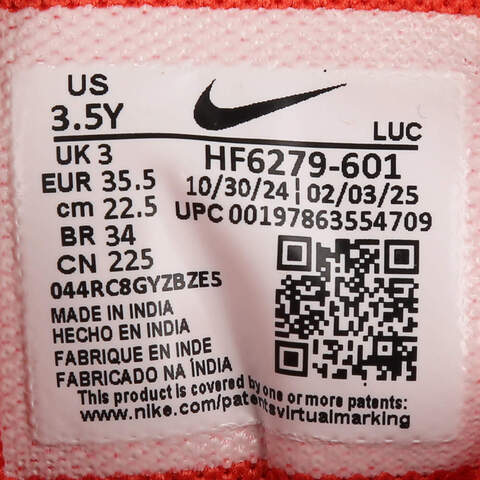 US
3.5Y
LUC
UK 3
EUR 35.5
cm 22.5
BR 34
CN 225
HF6279-601
10/30/24 | 02/03/25
UPC 00197863554709
044RC8GYZBZE5
MADE IN INDIA
HECHO EN INDIA
FABRIQUE EN INDE
FABRICADO NA ÍNDIA
This product is covered by one or more patents:
www.nike.com/patentsvirtualmarking